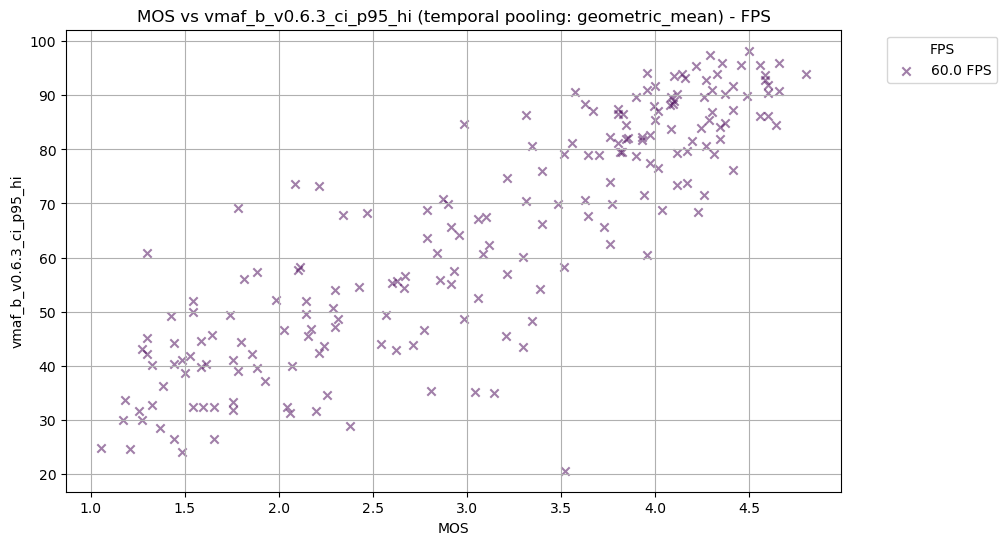 MOS vs vmaf_b_v0.6.3_ci_p95_hi (temporal pooling: geometric_mean) - FPS
FPS
60.0 FPS
vmaf_b_v0.6.3_ci_p95_hi
100
90
80
70
60
50
40
30
20
1.0 1.5 2.0 2.5 3.0 3.5 4.0 4.5
MOS